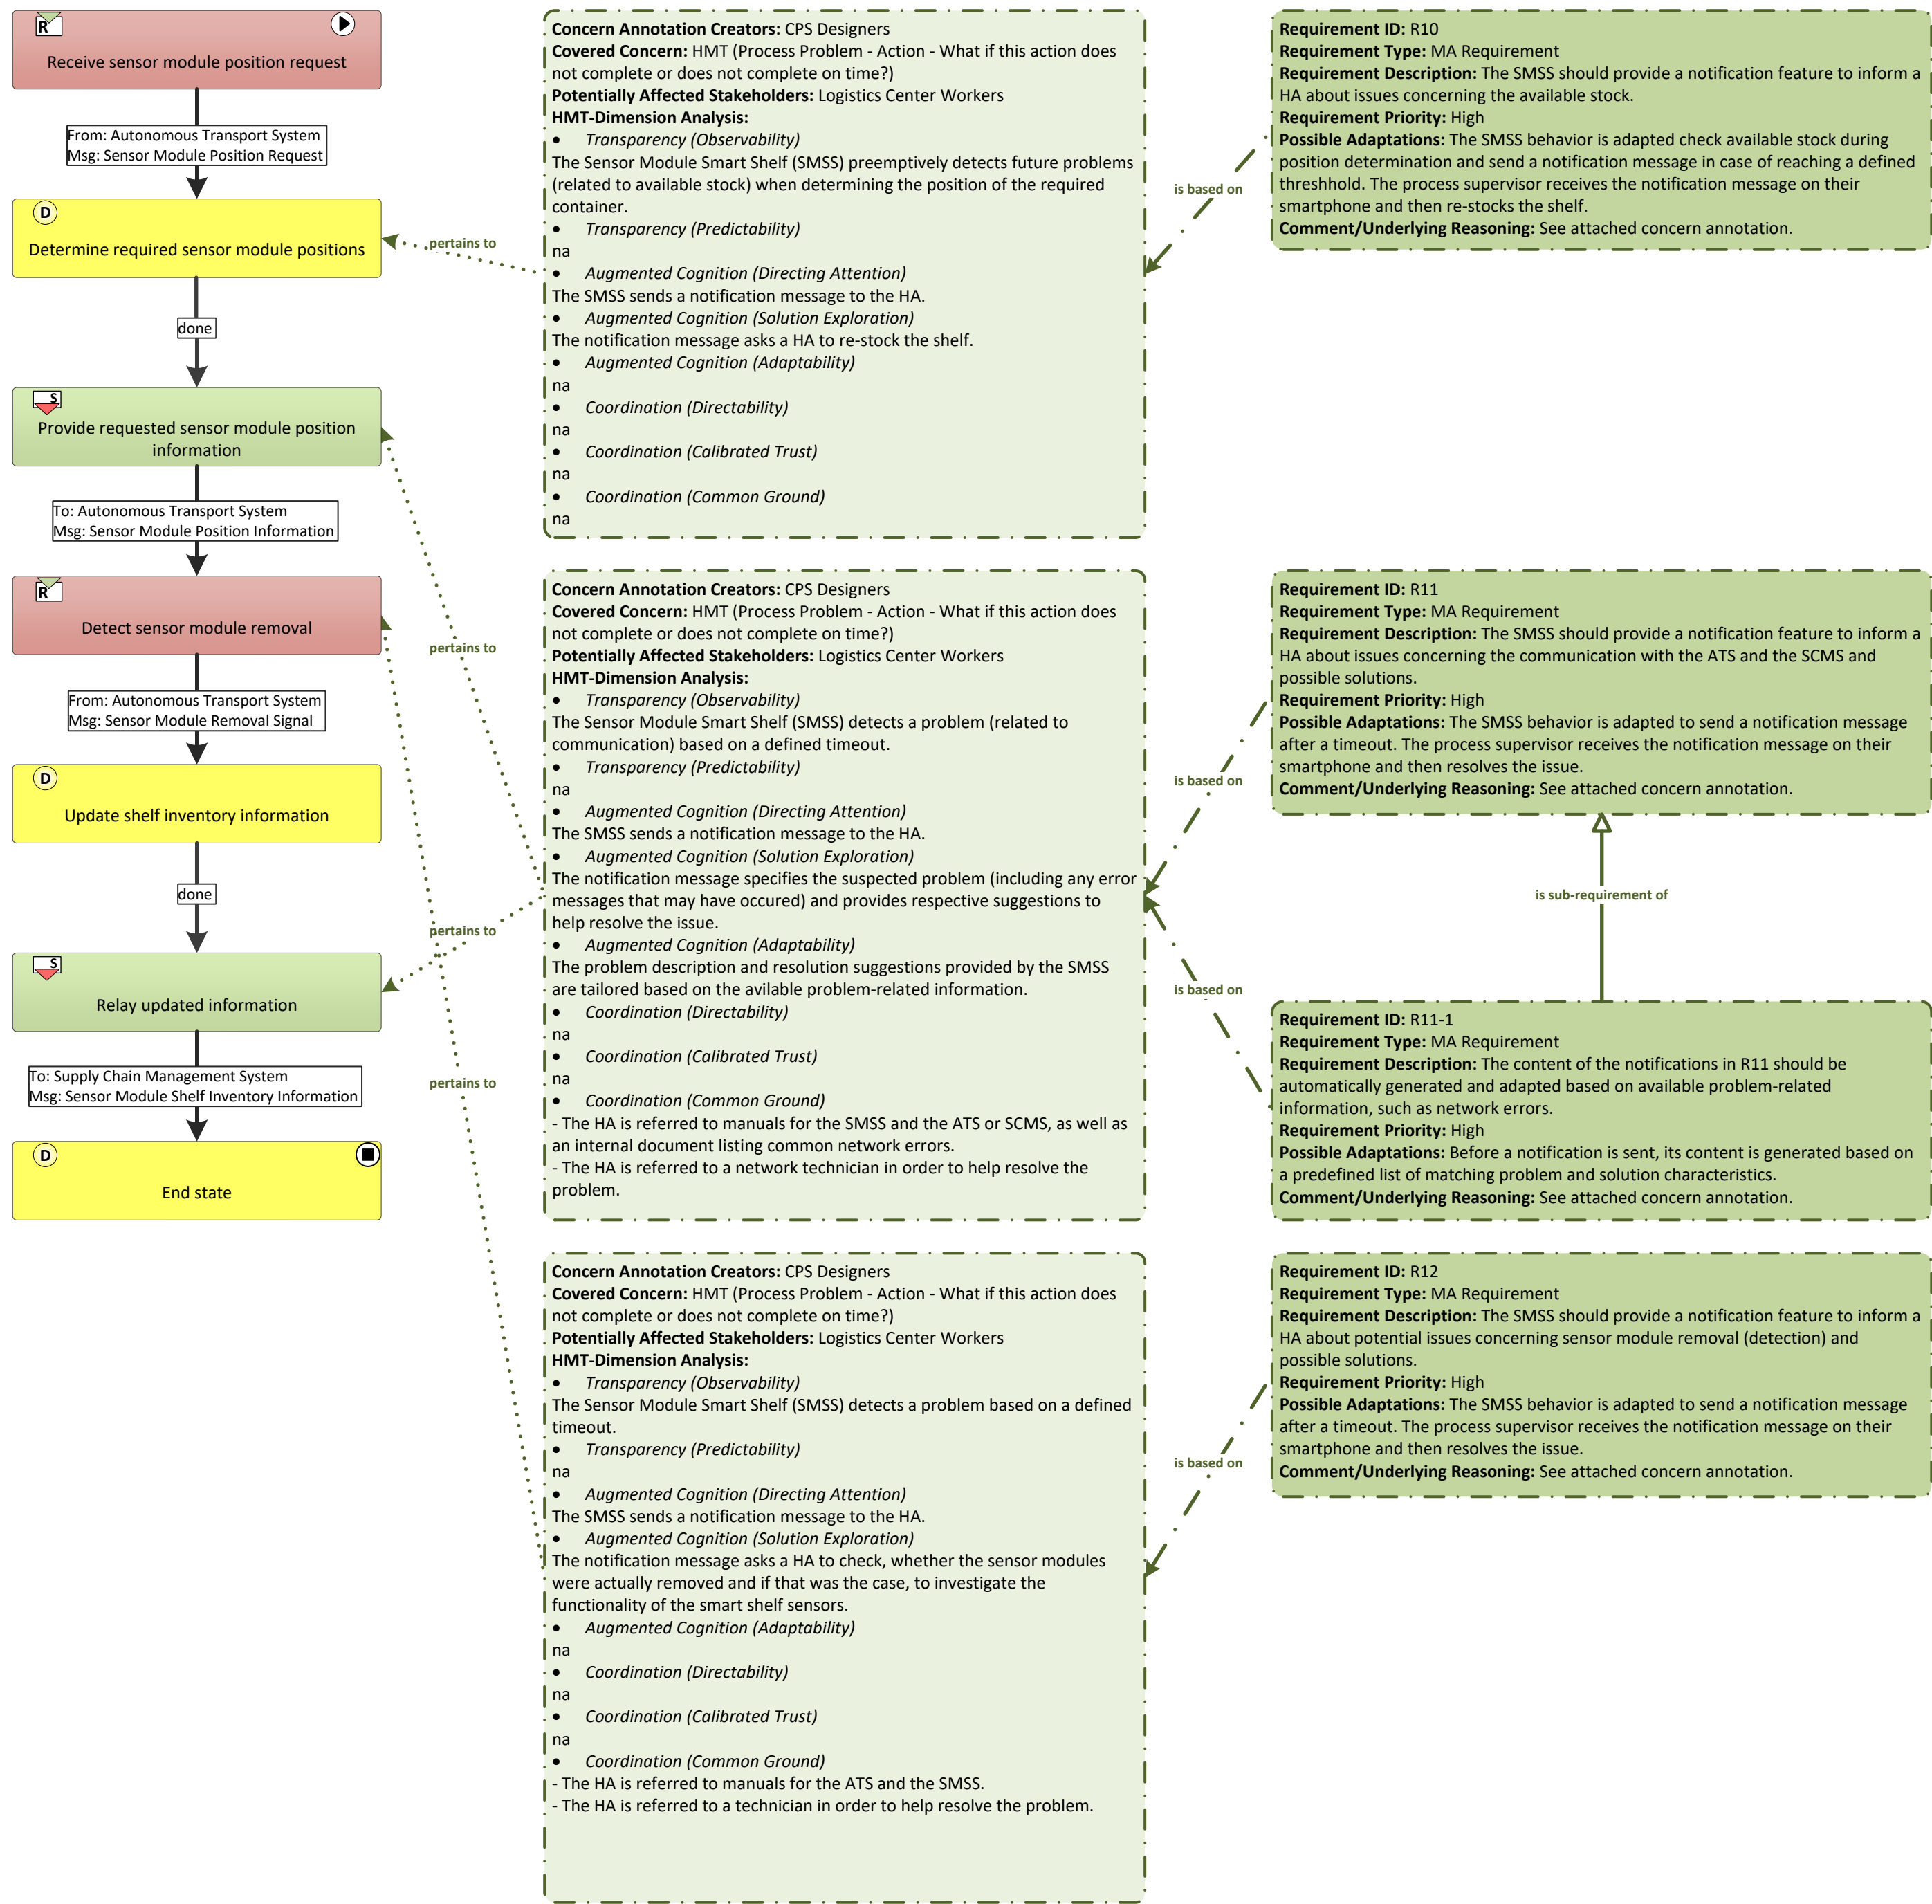 R
Receive sensor module position request
From: Autonomous Transport System
Msg: Sensor Module Position Request
D
Determine required sensor module positions
done
S
Provide requested sensor module position
information
To: Autonomous Transport System
Msg: Sensor Module Position Information
R
Detect sensor module removal
From: Autonomous Transport System
Msg: Sensor Module Removal Signal
D
Update shelf inventory information
done
S
Relay updated information
To: Supply Chain Management System
Msg: Sensor Module Shelf Inventory Information
D
End state
pertains to
pertains to
pertains to
pertains to
Concern Annotation Creators: CPS Designers
Covered Concern: HMT (Process Problem - Action - What if this action does
not complete or does not complete on time?)
Potentially Affected Stakeholders: Logistics Center Workers
HMT-Dimension Analysis:
• Transparency (Observability)
The Sensor Module Smart Shelf (SMSS) preemptively detects future problems
(related to available stock) when determining the position of the required
container.
• Transparency (Predictability)
na
• Augmented Cognition (Directing Attention)
The SMSS sends a notification message to the HA.
• Augmented Cognition (Solution Exploration)
The notification message asks a HA to re-stock the shelf.
• Augmented Cognition (Adaptability)
na
• Coordination (Directability)
na
• Coordination (Calibrated Trust)
na
• Coordination (Common Ground)
na
Concern Annotation Creators: CPS Designers
Covered Concern: HMT (Process Problem - Action - What if this action does
not complete or does not complete on time?)
Potentially Affected Stakeholders: Logistics Center Workers
HMT-Dimension Analysis:
• Transparency (Observability)
The Sensor Module Smart Shelf (SMSS) detects a problem (related to
communication) based on a defined timeout.
• Transparency (Predictability)
na
• Augmented Cognition (Directing Attention)
The SMSS sends a notification message to the HA.
• Augmented Cognition (Solution Exploration)
The notification message specifies the suspected problem (including any error
messages that may have occured) and provides respective suggestions to
help resolve the issue.
• Augmented Cognition (Adaptability)
The problem description and resolution suggestions provided by the SMSS
are tailored based on the avilable problem-related information.
• Coordination (Directability)
na
• Coordination (Calibrated Trust)
na
• Coordination (Common Ground)
- The HA is referred to manuals for the SMSS and the ATS or SCMS, as well as
an internal document listing common network errors.
- The HA is referred to a network technician in order to help resolve the
problem.
Concern Annotation Creators: CPS Designers
Covered Concern: HMT (Process Problem - Action - What if this action does
not complete or does not complete on time?)
Potentially Affected Stakeholders: Logistics Center Workers
HMT-Dimension Analysis:
• Transparency (Observability)
The Sensor Module Smart Shelf (SMSS) detects a problem based on a defined
timeout.
• Transparency (Predictability)
na
• Augmented Cognition (Directing Attention)
The SMSS sends a notification message to the HA.
• Augmented Cognition (Solution Exploration)
The notification message asks a HA to check, whether the sensor modules
were actually removed and if that was the case, to investigate the
functionality of the smart shelf sensors.
• Augmented Cognition (Adaptability)
na
• Coordination (Directability)
na
• Coordination (Calibrated Trust)
na
• Coordination (Common Ground)
- The HA is referred to manuals for the ATS and the SMSS.
- The HA is referred to a technician in order to help resolve the problem.
is based on
is based on
is based on
is based on
Requirement ID: R10
Requirement Type: MA Requirement
Requirement Description: The SMSS should provide a notification feature to inform a
HA about issues concerning the available stock.
Requirement Priority: High
Possible Adaptations: The SMSS behavior is adapted check available stock during
position determination and send a notification message in case of reaching a defined
threshhold. The process supervisor receives the notification message on their
smartphone and then re-stocks the shelf.
Comment/Underlying Reasoning: See attached concern annotation.
Requirement ID: R11
Requirement Type: MA Requirement
Requirement Description: The SMSS should provide a notification feature to inform a
HA about issues concerning the communication with the ATS and the SCMS and
possible solutions.
Requirement Priority: High
Possible Adaptations: The SMSS behavior is adapted to send a notification message
after a timeout. The process supervisor receives the notification message on their
smartphone and then resolves the issue.
Comment/Underlying Reasoning: See attached concern annotation.
is sub-requirement of
Requirement ID: R11-1
Requirement Type: MA Requirement
Requirement Description: The content of the notifications in R11 should be
automatically generated and adapted based on available problem-related
information, such as network errors.
Requirement Priority: High
Possible Adaptations: Before a notification is sent, its content is generated based on
a predefined list of matching problem and solution characteristics.
Comment/Underlying Reasoning: See attached concern annotation.
Requirement ID: R12
Requirement Type: MA Requirement
Requirement Description: The SMSS should provide a notification feature to inform a
HA about potential issues concerning sensor module removal (detection) and
possible solutions.
Requirement Priority: High
Possible Adaptations: The SMSS behavior is adapted to send a notification message
after a timeout. The process supervisor receives the notification message on their
smartphone and then resolves the issue.
Comment/Underlying Reasoning: See attached concern annotation.